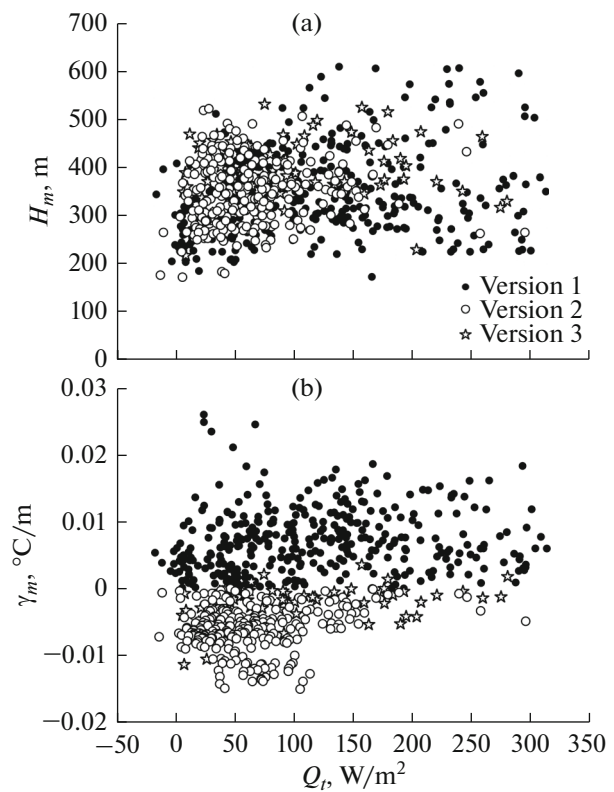 (a)
700
600
500
400
300
200
100
0
H_m, m
Version 1
Version 2
Version 3
(b)
0.03
0.02
0.01
0
−0.01
−0.02
γ_m, °C/m
−50 0 50 100 150 200 250 300 350
Q_t, W/m²